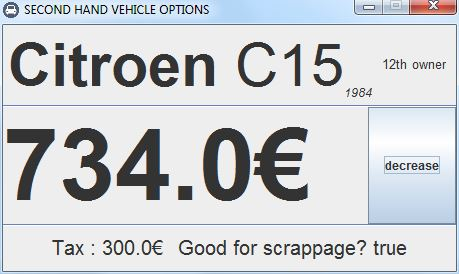 SECOND HAND VEHICLE OPTIONS
Citroen C15 1984 12th owner
734.0€ decrease
Tax : 300.0€ Good for scrappage? true